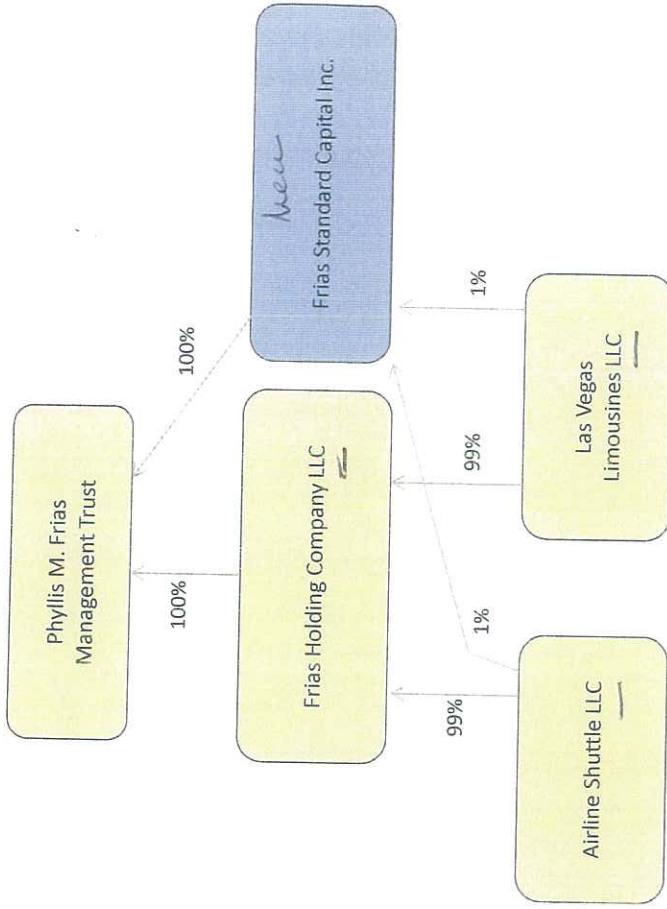 Phyllis M. Frias
Management Trust
100%
100%
Frias Holding Company LLC
New
Frias Standard Capital Inc.
99%
1%
99%
1%
Airline Shuttle LLC
Las Vegas
Limousines LLC